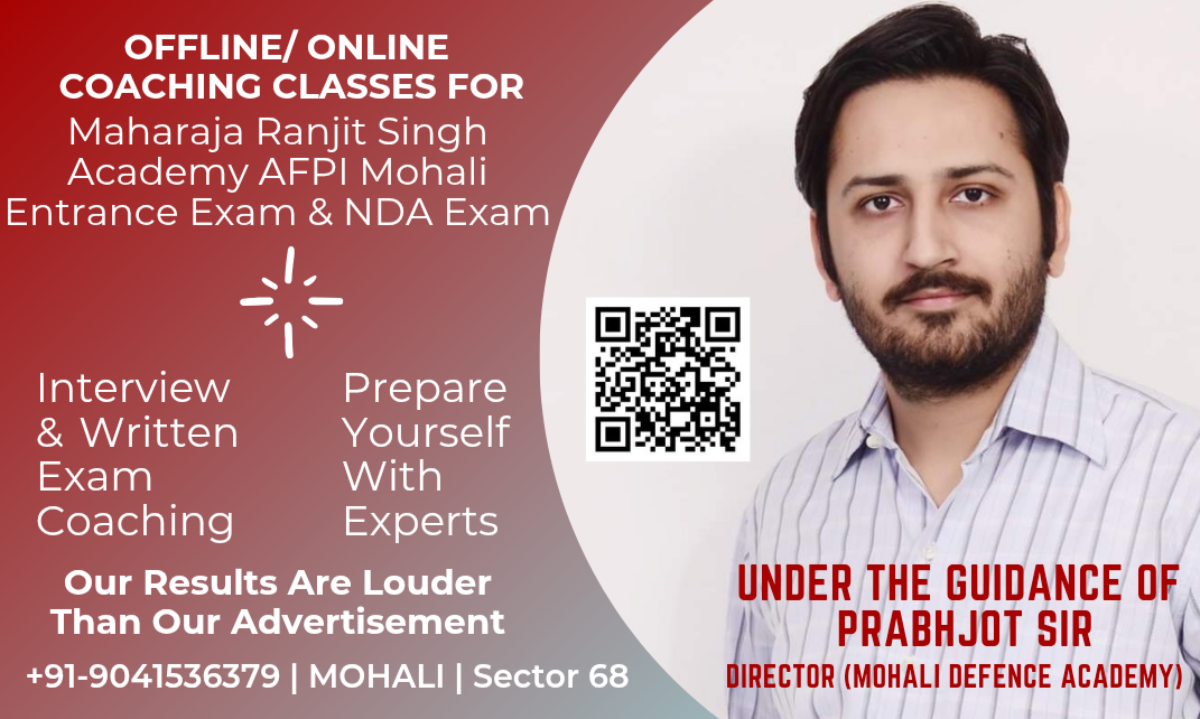 OFFLINE/ ONLINE
COACHING CLASSES FOR
Maharaja Ranjit Singh
Academy AFPI Mohali
Entrance Exam & NDA Exam
Interview
& Written
Exam
Coaching
Prepare
Yourself
With
Experts
Our Results Are Louder
Than Our Advertisement
+91-9041536379 | MOHALI | Sector 68
UNDER THE GUIDANCE OF
PRABHJOT SIR
DIRECTOR (MOHALI DEFENCE ACADEMY)